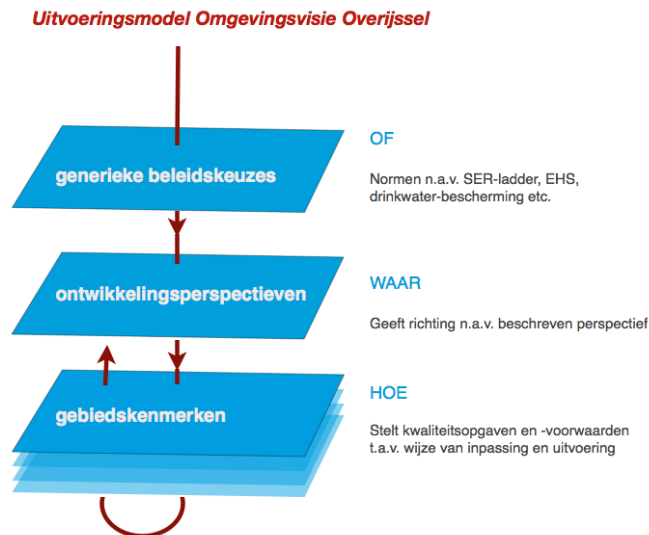 Uitvoeringsmodel Omgevingsvisie Overijssel
generieke beleidskeuzes
OF
Normen n.a.v. SER-ladder, EHS,
drinkwater-bescherming etc.
ontwikkelingsperspectieven
WAAR
Geeft richting n.a.v. beschreven perspectief
gebiedskenmerken
HOE
Stelt kwaliteitsopgaven en -voorwaarden
t.a.v. wijze van inpassing en uitvoering